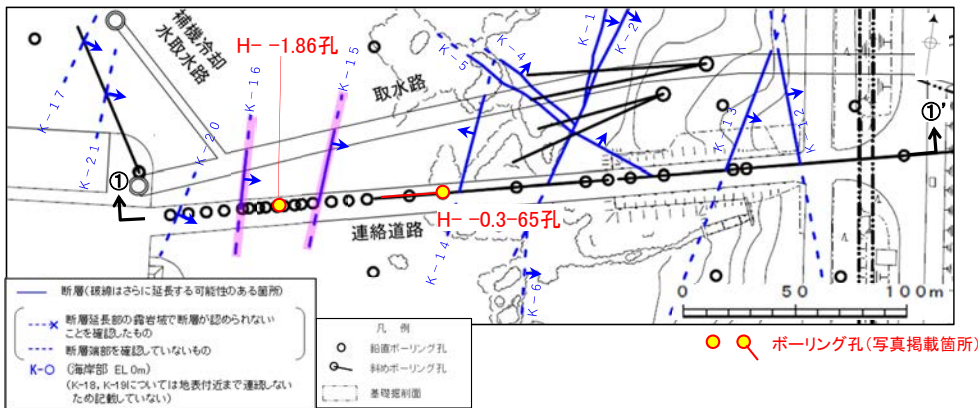 補機冷却
水取水路
H- -1.86孔
取水路
K-17
K-21
K-20
K-16
K-15
K-5
K-4
K-1
K-2
K-13
K-12
K-14
K-6
①
①'
H- -0.3-65孔
連絡道路
0 50 100m
断層(破線はさらに延長する可能性のある箇所)
断層延長部の露岩域で断層が認められない
ことを確認したもの
断層端部を確認していないもの
K-○ (海岸部 EL 0m)
(K-18, K-19については地表付近まで連続しない
ため記載していない)
凡 例
鉛直ボーリング孔
斜めボーリング孔
基礎掘削面
ボーリング孔(写真掲載箇所)